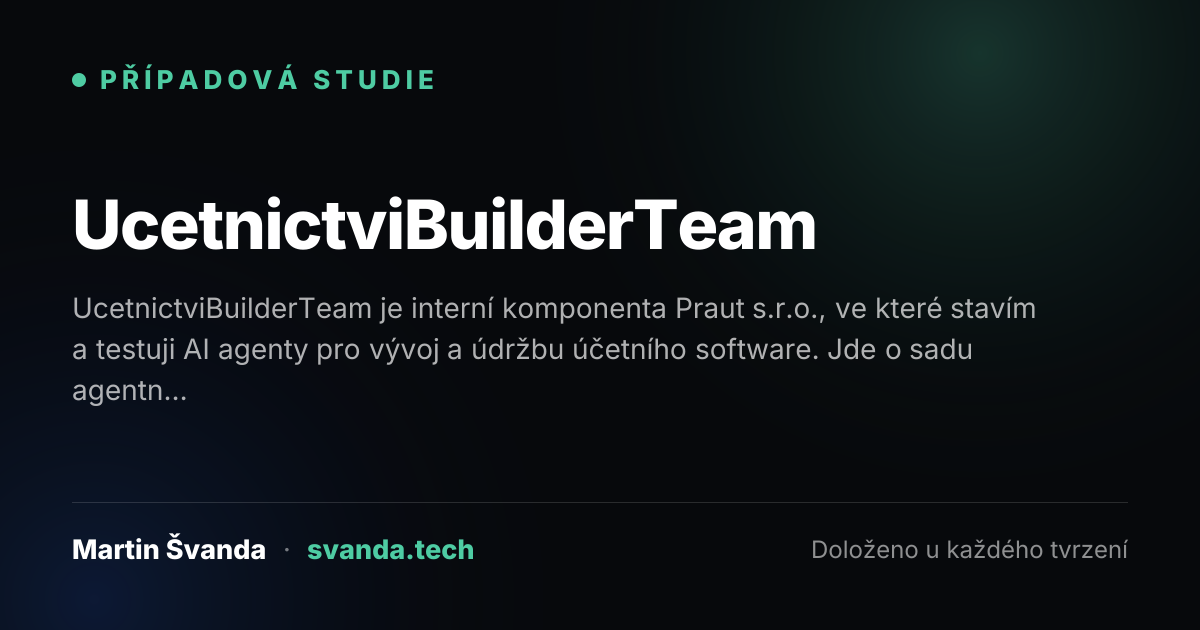 PŘÍPADOVÁ STUDIE
UcetnictviBuilderTeam
UcetnictviBuilderTeam je interní komponenta Praut s.r.o., ve které stavím
a testuji AI agenty pro vývoj a údržbu účetního software. Jde o sadu
agentn...
Martin Švanda · svanda.tech
Doloženo u každého tvrzení